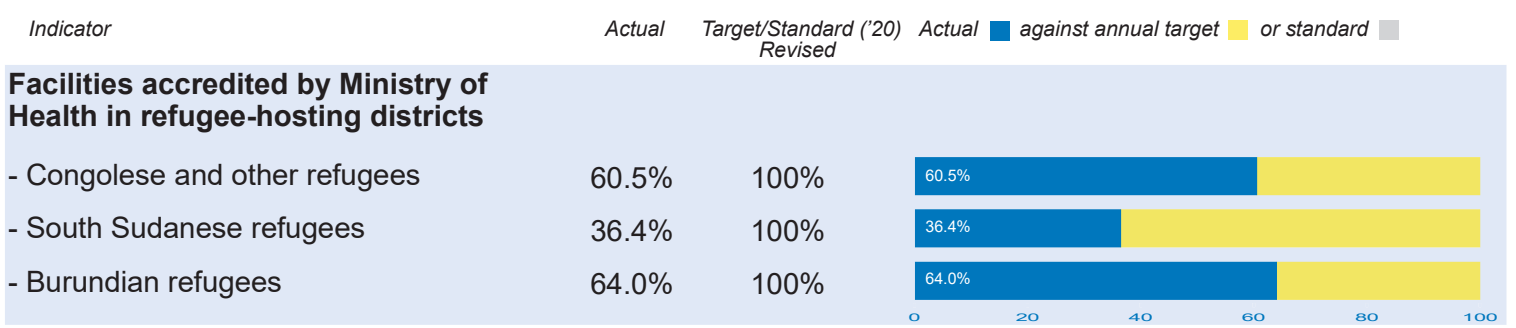 Indicator Actual Target/Standard (’20) Revised Actual against annual target or standard
Facilities accredited by Ministry of
Health in refugee-hosting districts
- Congolese and other refugees 60.5% 100% 60.5%
- South Sudanese refugees 36.4% 100% 36.4%
- Burundian refugees 64.0% 100% 64.0%
0 20 40 60 80 100